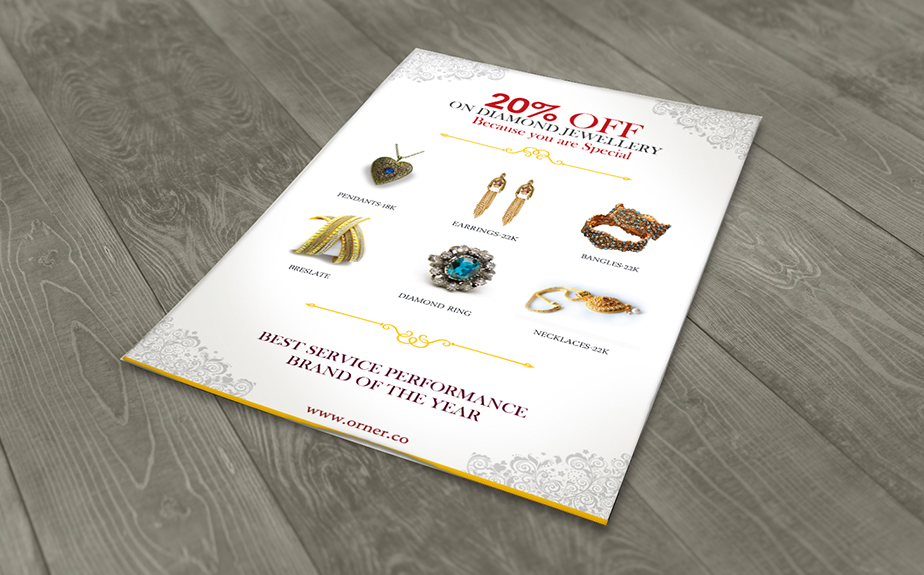 20% OFF
ON DIAMOND JEWELLERY
Because you are Special
PENDANTS-18K
EARRINGS-22K
BANGLES-22K
BRESLATE
DIAMOND RING
NECKLACES-22K
BEST SERVICE PERFORMANCE
BRAND OF THE YEAR
www.orner.co